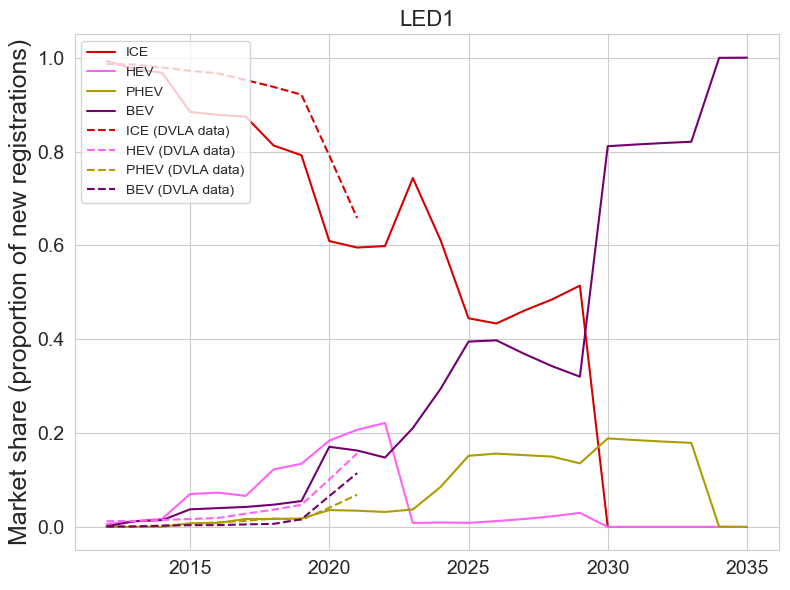 LED1
Market share (proportion of new registrations)
1.0
0.8
0.6
0.4
0.2
0.0
ICE
HEV
PHEV
BEV
ICE (DVLA data)
HEV (DVLA data)
PHEV (DVLA data)
BEV (DVLA data)
2015 2020 2025 2030 2035